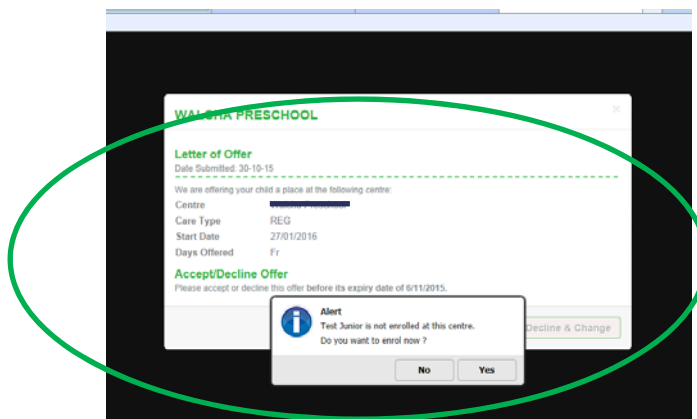 WALCHA PRESCHOOL
Letter of Offer
Date Submitted: 30-10-15
We are offering your child a place at the following centre:
Centre
Care Type REG
Start Date 27/01/2016
Days Offered Fr
Accept/Decline Offer
Please accept or decline this offer before its expiry date of 6/11/2015.
Alert
Test Junior is not enrolled at this centre.
Do you want to enrol now ?
Decline & Change
No Yes